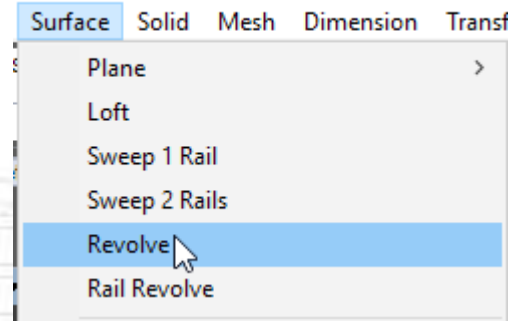 Surface Solid Mesh Dimension Transf
Plane
Loft
Sweep 1 Rail
Sweep 2 Rails
Revolve
Rail Revolve